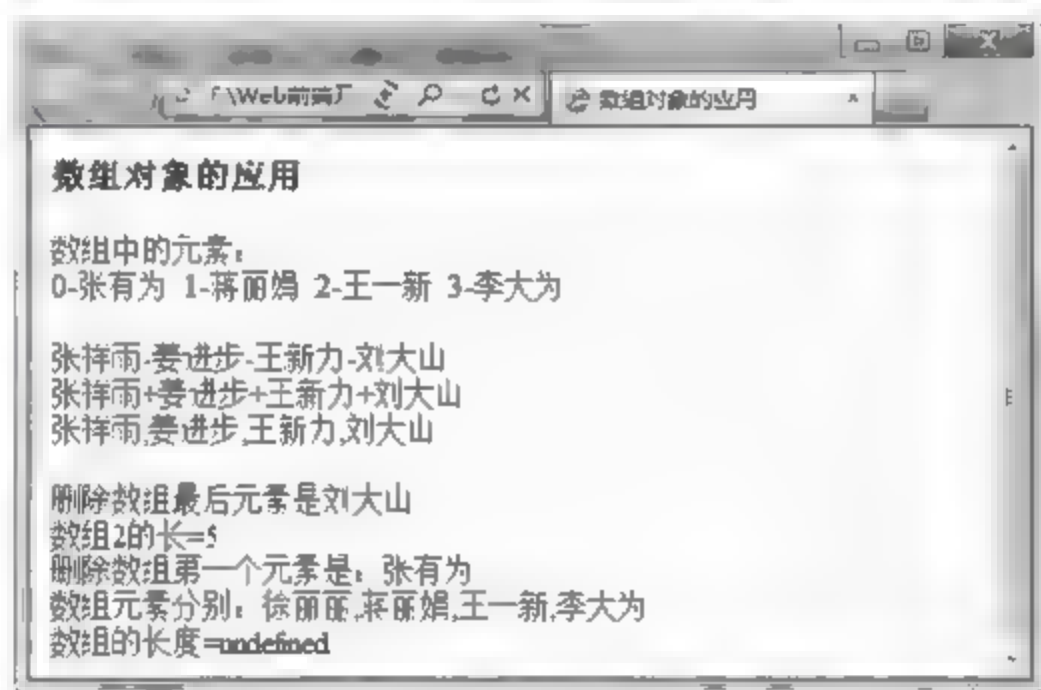 \Web前端开
数组对象的应用
数组对象的应用
数组中的元素：
0-张有为 1-蒋丽娟 2-王一新 3-李大为
张祥雨-姜进步-王新力-刘大山
张祥雨+姜进步+王新力+刘大山
张祥雨,姜进步,王新力,刘大山
删除数组最后元素是刘大山
数组2的长=5
删除数组第一个元素是：张有为
数组元素分别：徐丽丽,蒋丽娟,王一新,李大为
数组的长度=undefined